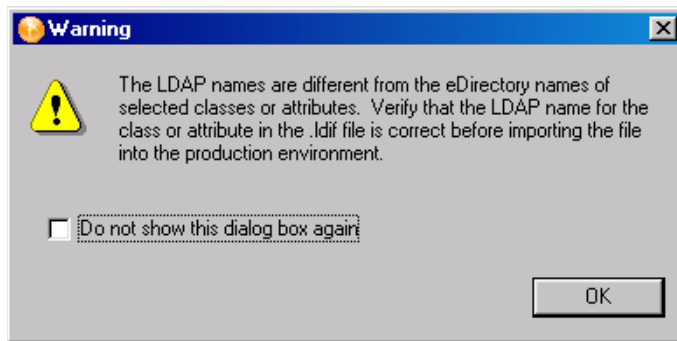 Warning
The LDAP names are different from the eDirectory names of
selected classes or attributes.  Verify that the LDAP name for the
class or attribute in the .ldif file is correct before importing the file
into the production environment.
Do not show this dialog box again
OK